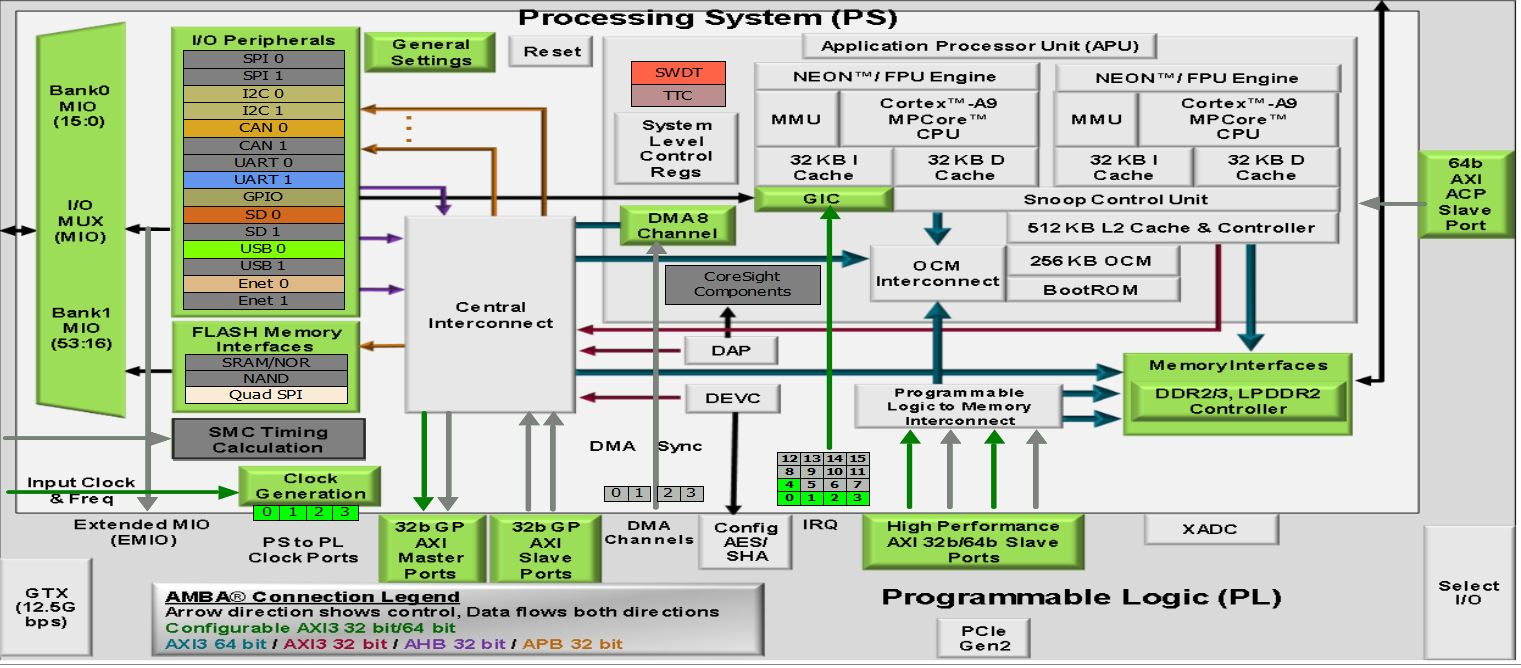 Processing System (PS)
Bank0
MIO
(15:0)
I/O
MUX
(MIO)
Bank1
MIO
(53:16)
I/O Peripherals
SPI 0
SPI 1
I2C 0
I2C 1
CAN 0
CAN 1
UART 0
UART 1
GPIO
SD 0
SD 1
USB 0
USB 1
Enet 0
Enet 1
FLASH Memory
Interfaces
SRAM/NOR
NAND
Quad SPI
SMC Timing
Calculation
Input Clock
& Freq
Clock
Generation
0 1 2 3
Extended MIO
(EMIO)
PS to PL
Clock Ports
General
Settings
Reset
Central
Interconnect
Application Processor Unit (APU)
SWDT
TTC
System
Level
Control
Regs
NEON™/ FPU Engine
MMU
Cortex™-A9
MPCore™
CPU
32 KB I
Cache
32 KB D
Cache
NEON™/ FPU Engine
MMU
Cortex™-A9
MPCore™
CPU
32 KB I
Cache
32 KB D
Cache
GIC
Snoop Control Unit
DMA8
Channel
512 KB L2 Cache & Controller
OCM
Interconnect
256 KB OCM
BootROM
CoreSight
Components
DAP
DEVC
Programmable
Logic to Memory
Interconnect
Memory Interfaces
DDR2/3, LPDDR2
Controller
64b
AXI
ACP
Slave
Port
DMA Sync
0 1 2 3
12 13 14 15
8 9 10 11
4 5 6 7
0 1 2 3
32b GP
AXI
Master
Ports
32b GP
AXI
Slave
Ports
DMA
Channels
Config
AES/
SHA
IRQ
High Performance
AXI 32b/64b Slave
Ports
XADC
GTX
(12.5G
bps)
AMBA® Connection Legend
Arrow direction shows control, Data flows both directions
Configurable AXI3 32 bit/64 bit
AXI3 64 bit / AXI3 32 bit / AHB 32 bit / APB 32 bit
Programmable Logic (PL)
PCIe
Gen2
Select
I/O